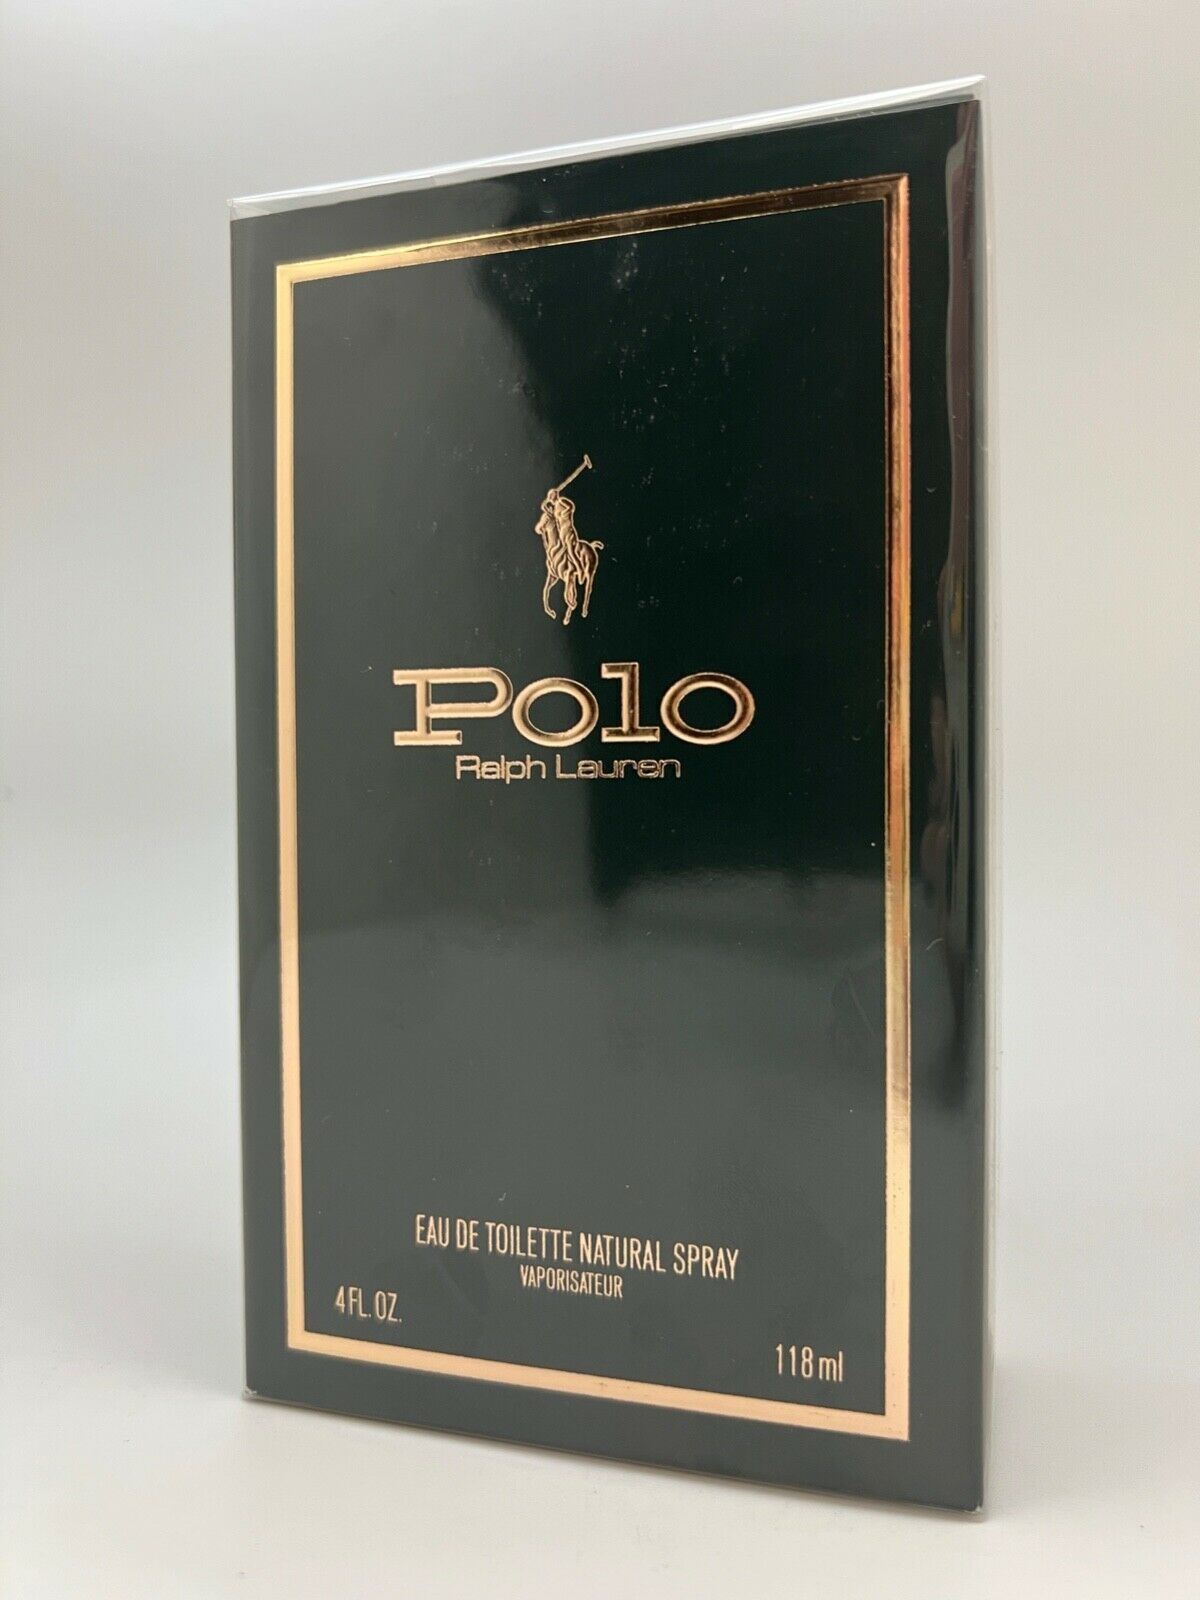 Polo
Ralph Lauren
EAU DE TOILETTE NATURAL SPRAY
VAPORISATEUR
4 FL. OZ.
118 ml